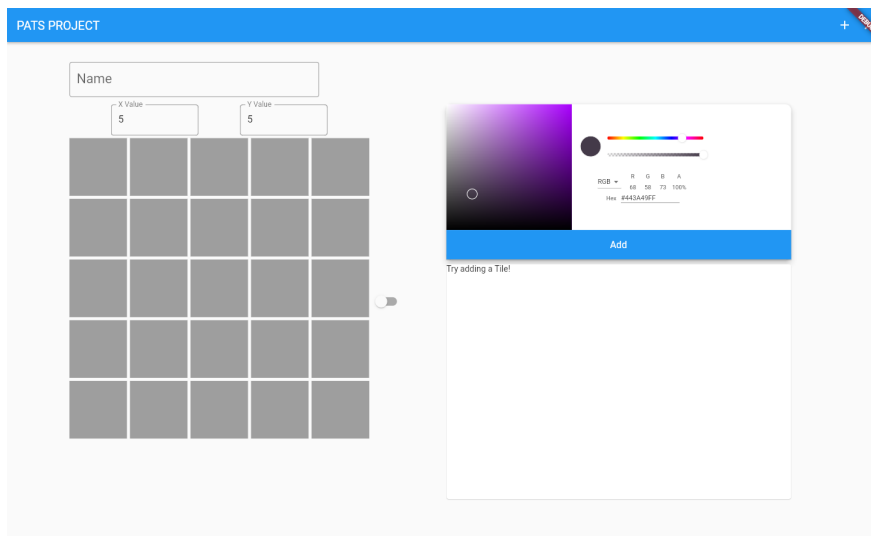 PATS PROJECT
Name
X Value
5
Y Value
5
RGB
R G B A
68 58 73 100%
Hex #443A49FF
Add
Try adding a Tile!